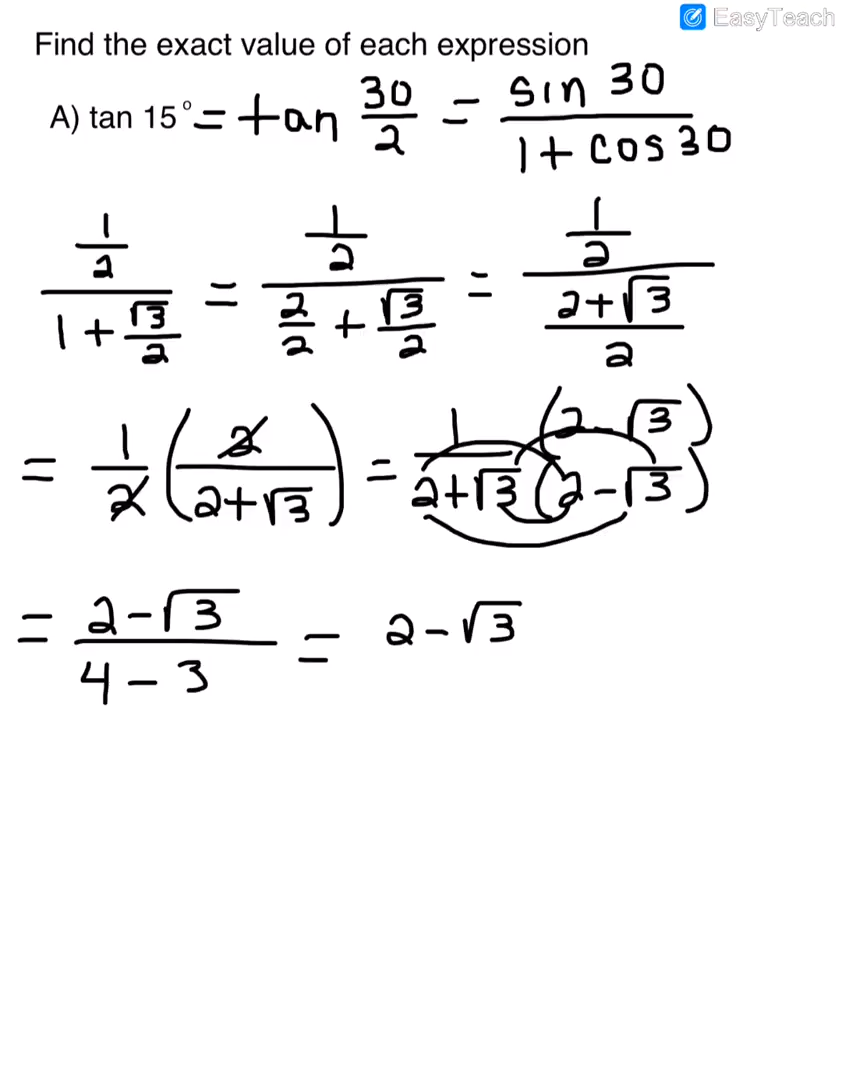 EasyTeach
Find the exact value of each expression
A) tan 15° = tan 30/2 = sin 30/(1 + cos 30)
(1/2)/(1 + √3/2) = (1/2)/(2/2 + √3/2) = (1/2)/((2+√3)/2)
= 1/2 (2/(2+√3)) = 1/(2+√3) (2-√3)/(2-√3)
= (2-√3)/(4-3) = 2-√3